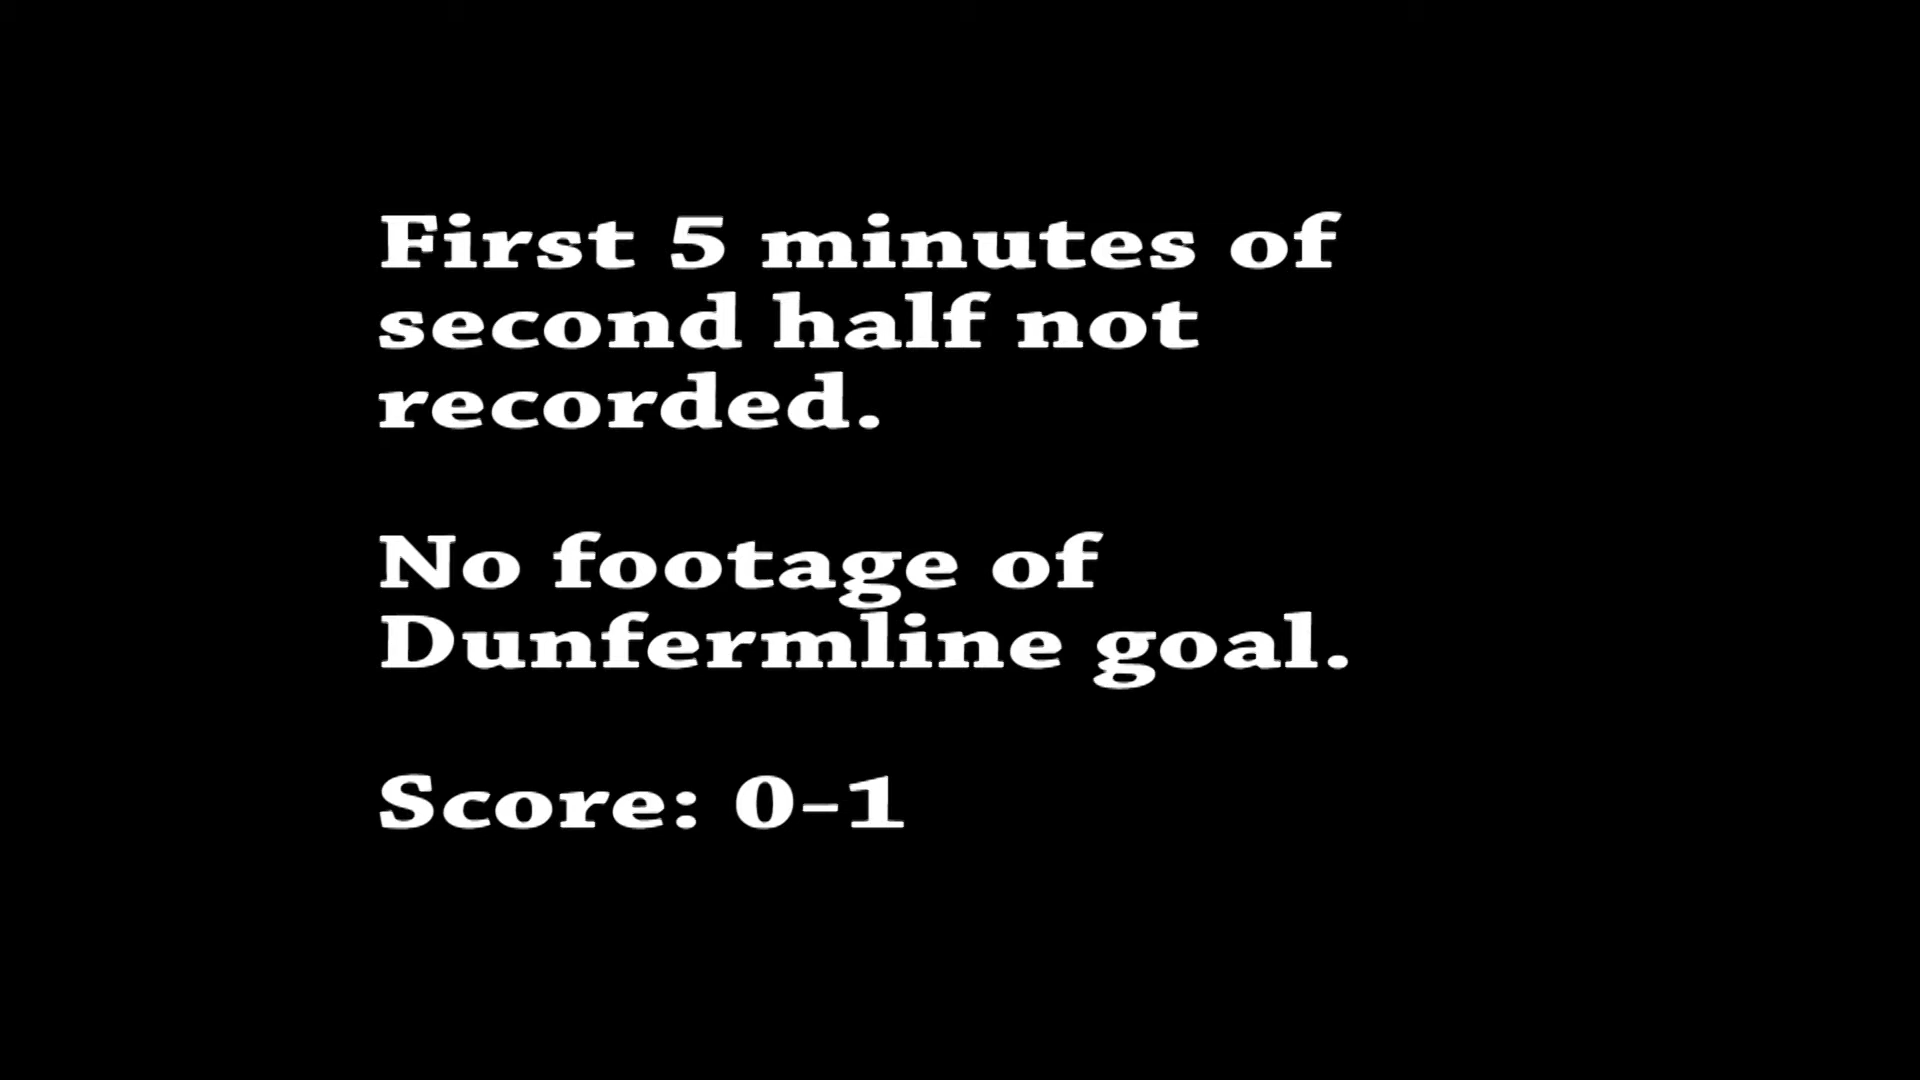 First 5 minutes of
second half not
recorded.
No footage of
Dunfermline goal.
Score: 0-1